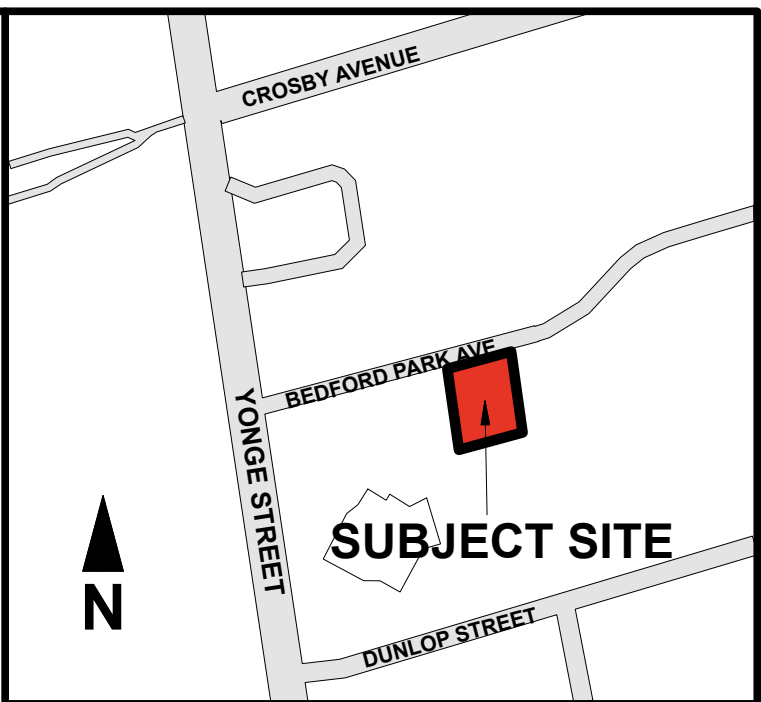 CROSBY AVENUE
BEDFORD PARK AVE
YONGE STREET
SUBJECT SITE
N
DUNLOP STREET